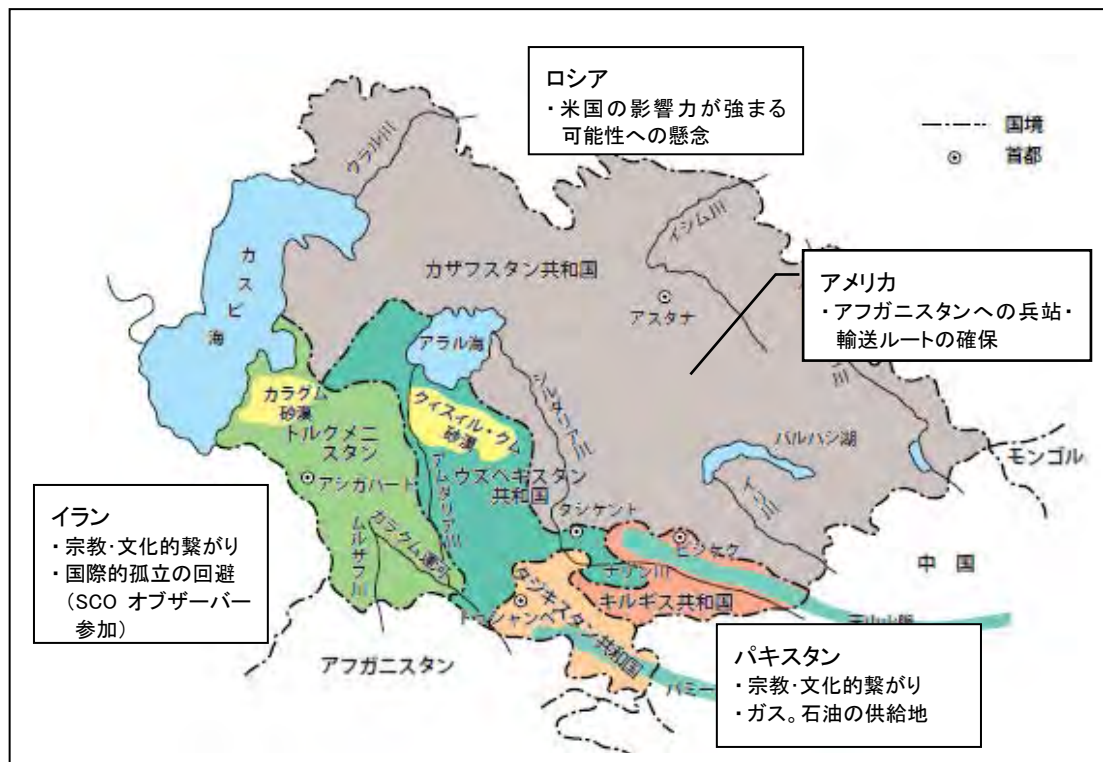 ロシア
・米国の影響力が強まる
可能性への懸念
国境
首都
ウラル川
イシム川
カスピ海
カザフスタン共和国
アスタナ
アメリカ
・アフガニスタンへの兵站・
輸送ルートの確保
アラル海
シルダリア川
川
カラグム
砂漠
クィスイル・クム
砂漠
バルハン湖
モンゴル
トルクメニ
スタン
ウズベキスタン
共和国
アシガバート
アムダリア川
イラン
・宗教・文化的繋がり
・国際的孤立の回避
(SCO オブザーバー
参加)
カラクム運河
ムルガフ川
タシケント
ビシケク
ナリン川
キルギス共和国
中国
天山山脈
タジキスタン共和国
ドゥシャンベ
アフガニスタン
パミー
パキスタン
・宗教・文化的繋がり
・ガス。石油の供給地